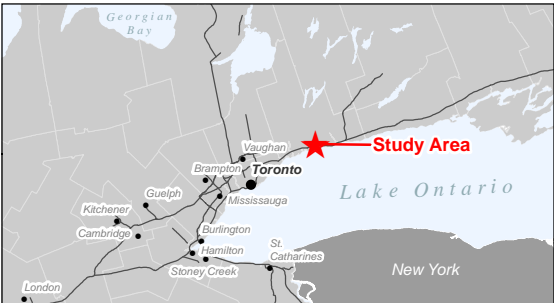 Georgian
Bay
Vaughan
Study Area
Brampton
Toronto
Guelph
Mississauga
Lake Ontario
Kitchener
Cambridge
Burlington
Hamilton
St.
Catharines
Stoney Creek
New York
London